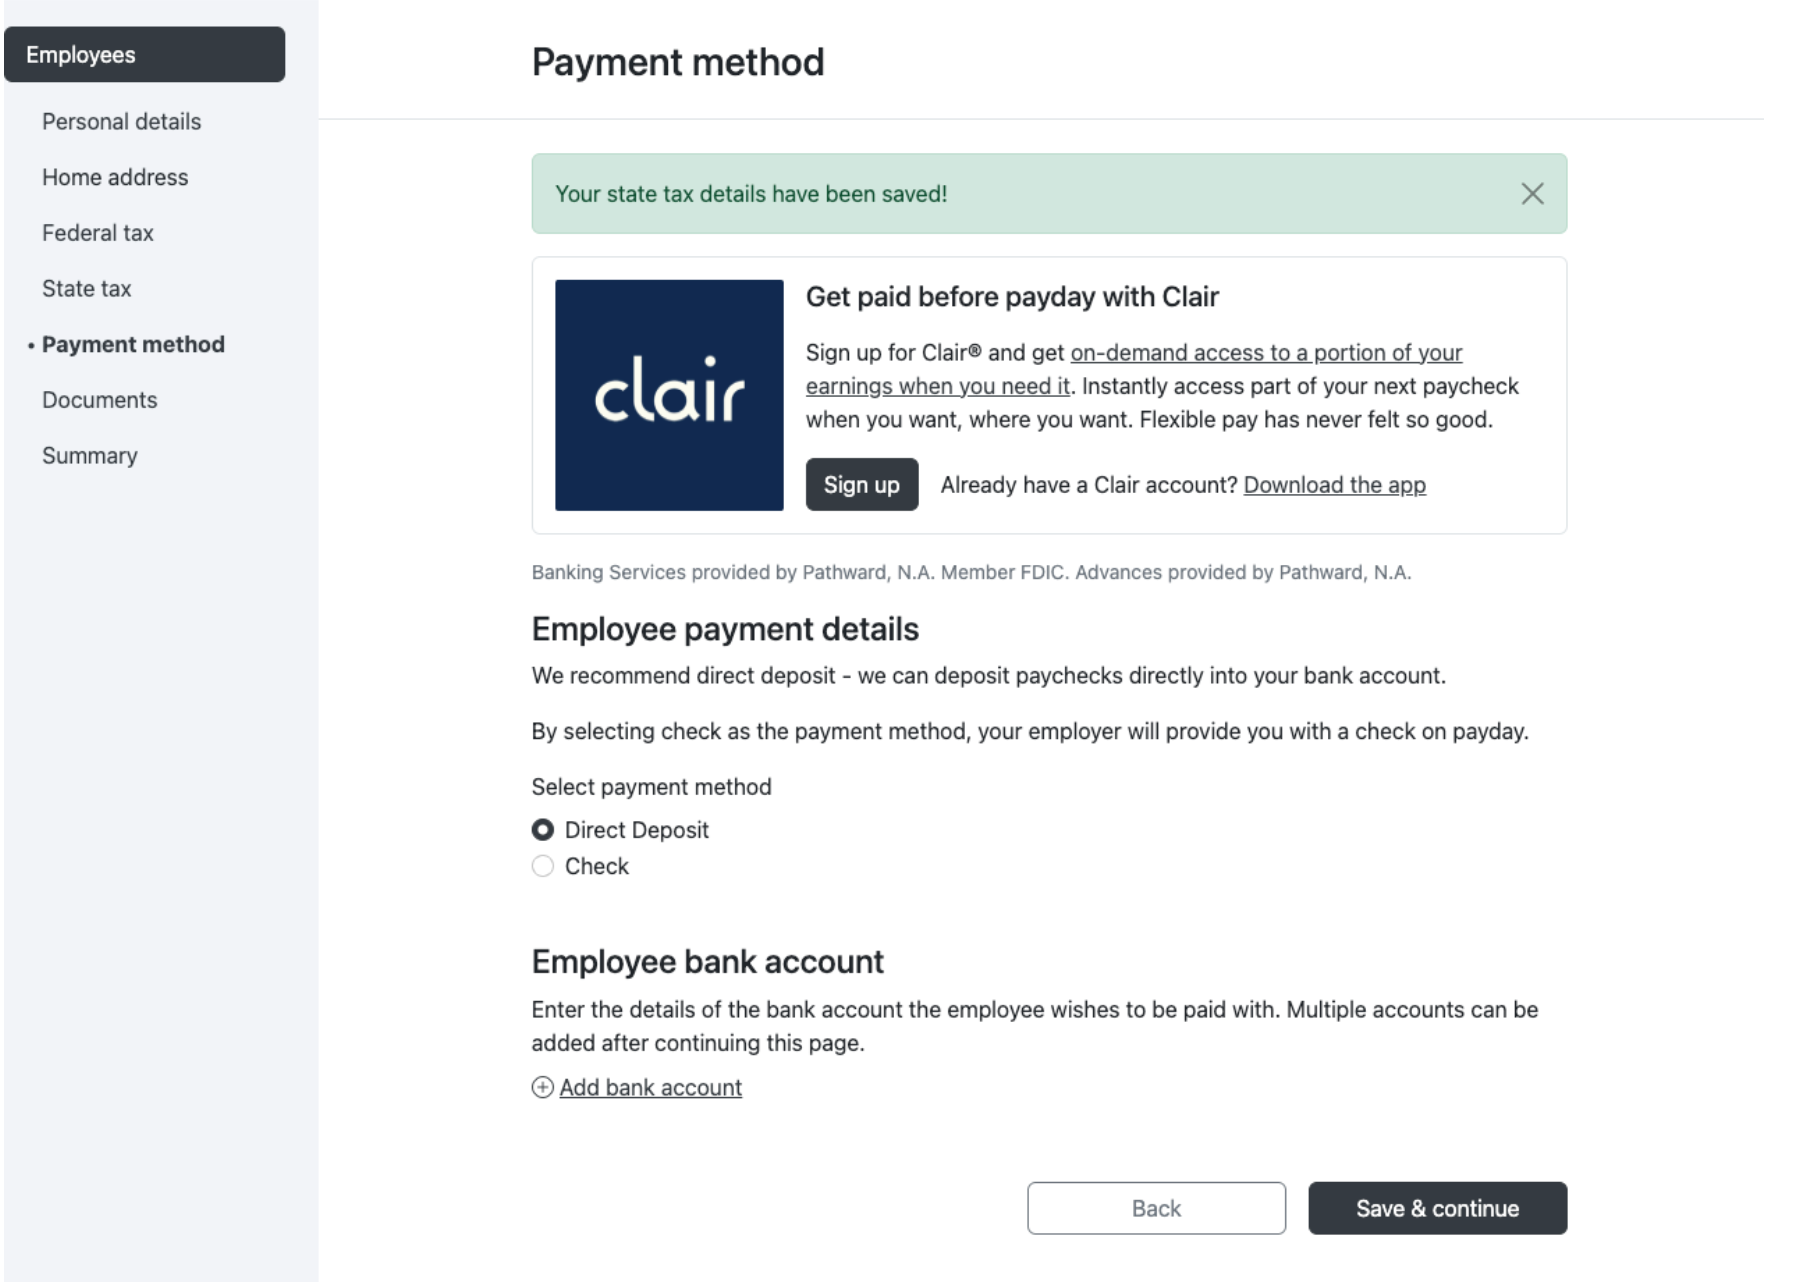 Employees
Personal details
Home address
Federal tax
State tax
• Payment method
Documents
Summary
Payment method
Your state tax details have been saved!
clair
Get paid before payday with Clair
Sign up for Clair® and get on-demand access to a portion of your
earnings when you need it. Instantly access part of your next paycheck
when you want, where you want. Flexible pay has never felt so good.
Sign up
Already have a Clair account? Download the app
Banking Services provided by Pathward, N.A. Member FDIC. Advances provided by Pathward, N.A.
Employee payment details
We recommend direct deposit - we can deposit paychecks directly into your bank account.
By selecting check as the payment method, your employer will provide you with a check on payday.
Select payment method
Direct Deposit
Check
Employee bank account
Enter the details of the bank account the employee wishes to be paid with. Multiple accounts can be
added after continuing this page.
Add bank account
Back
Save & continue